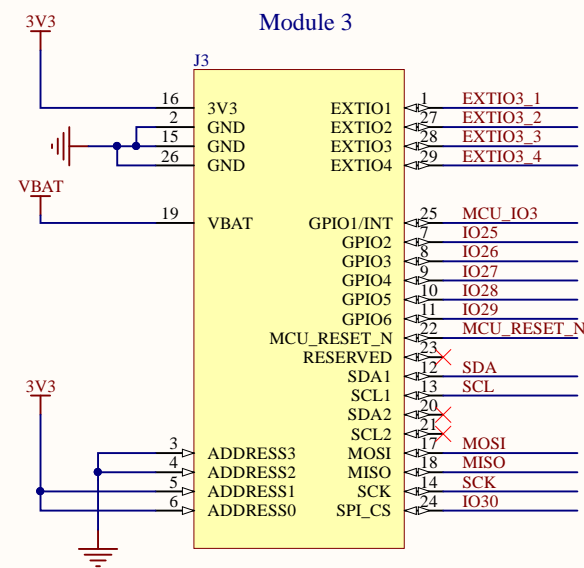 Module 3
3V3
J3
16 3V3 EXTIO1 1 EXTIO3_1
2 GND EXTIO2 27 EXTIO3_2
15 GND EXTIO3 28 EXTIO3_3
26 GND EXTIO4 29 EXTIO3_4
VBAT
19 VBAT GPIO1/INT 25 MCU_IO3
GPIO2 7 IO25
GPIO3 8 IO26
GPIO4 9 IO27
GPIO5 10 IO28
GPIO6 11 IO29
MCU_RESET_N 22 MCU_RESET_N
RESERVED 23
3V3
SDA1 12 SDA
SCL1 13 SCL
SDA2 20
SCL2 21
3 ADDRESS3 MOSI 17 MOSI
4 ADDRESS2 MISO 18 MISO
5 ADDRESS1 SCK 14 SCK
6 ADDRESS0 SPI_CS 24 IO30